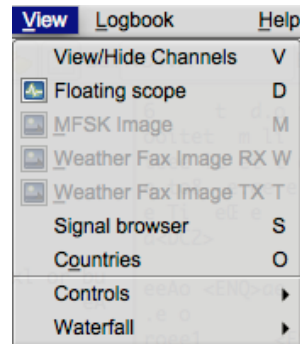 View Logbook Help
View/Hide Channels V
Floating scope D
MFSK Image M
Weather Fax Image RX W
Weather Fax Image TX T
Signal browser S
Countries O
Controls
Waterfall